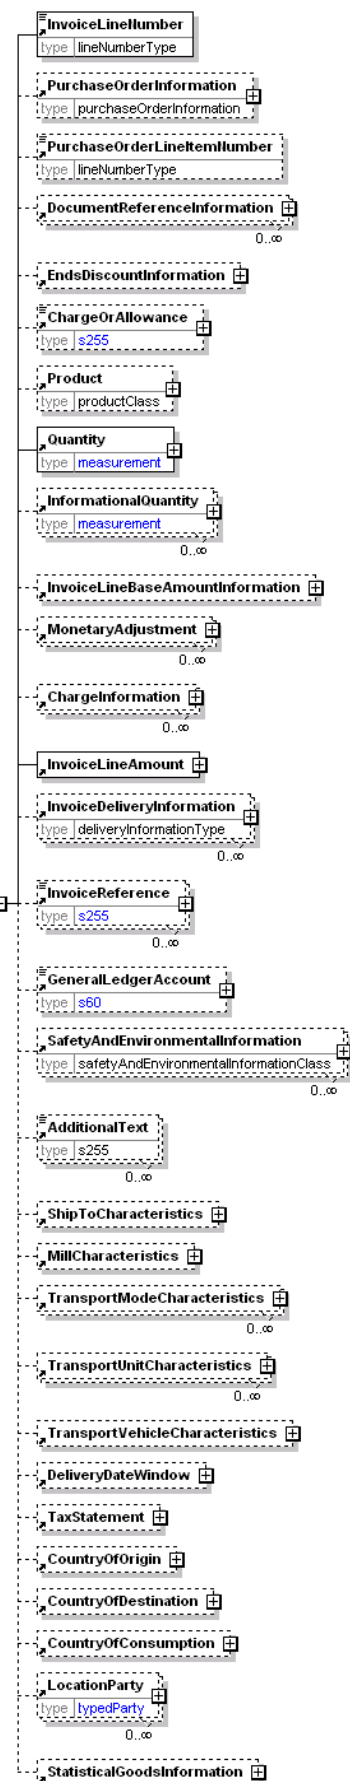 InvoiceLineNumber
type lineNumberType
PurchaseOrderInformation
type purchaseOrderInformation
PurchaseOrderLineItemNumber
type lineNumberType
DocumentReferenceInformation
0..∞
EndsDiscountInformation
ChargeOrAllowance
type s255
Product
type productClass
Quantity
type measurement
InformationalQuantity
type measurement
0..∞
InvoiceLineBaseAmountInformation
MonetaryAdjustment
0..∞
ChargeInformation
0..∞
InvoiceLineAmount
InvoiceDeliveryInformation
type deliveryInformationType
0..∞
InvoiceReference
type s255
0..∞
GeneralLedgerAccount
type s60
SafetyAndEnvironmentalInformation
type safetyAndEnvironmentalInformationClass
0..∞
AdditionalText
type s255
0..∞
ShipToCharacteristics
MillCharacteristics
TransportModeCharacteristics
0..∞
TransportUnitCharacteristics
0..∞
TransportVehicleCharacteristics
DeliveryDateWindow
TaxStatement
CountryOfOrigin
CountryOfDestination
CountryOfConsumption
LocationParty
type typedParty
0..∞
StatisticalGoodsInformation